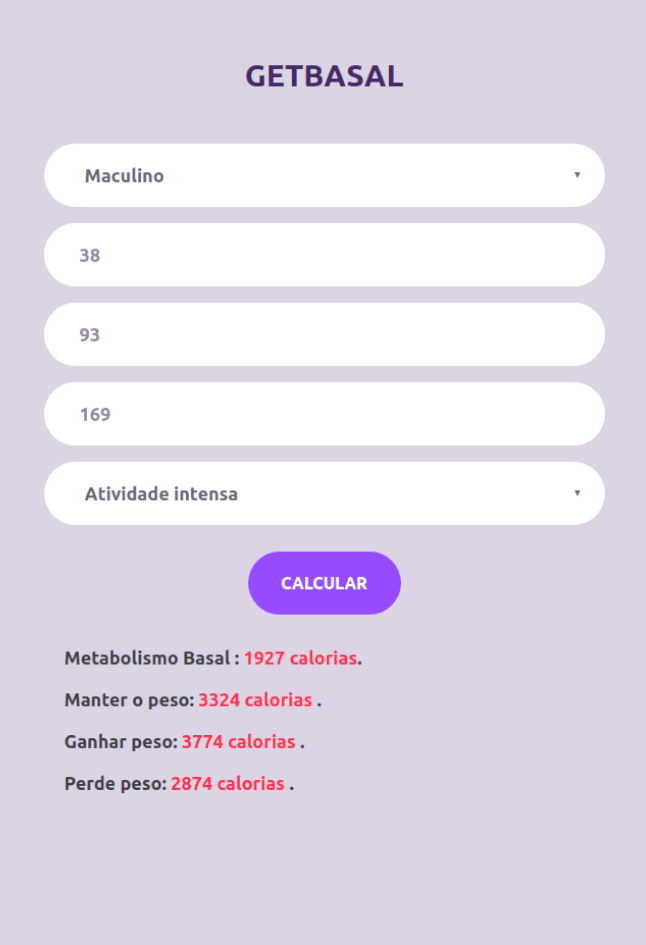 GETBASAL
Maculino
38
93
169
Atividade intensa
CALCULAR
Metabolismo Basal : 1927 calorias.
Manter o peso: 3324 calorias .
Ganhar peso: 3774 calorias .
Perde peso: 2874 calorias .